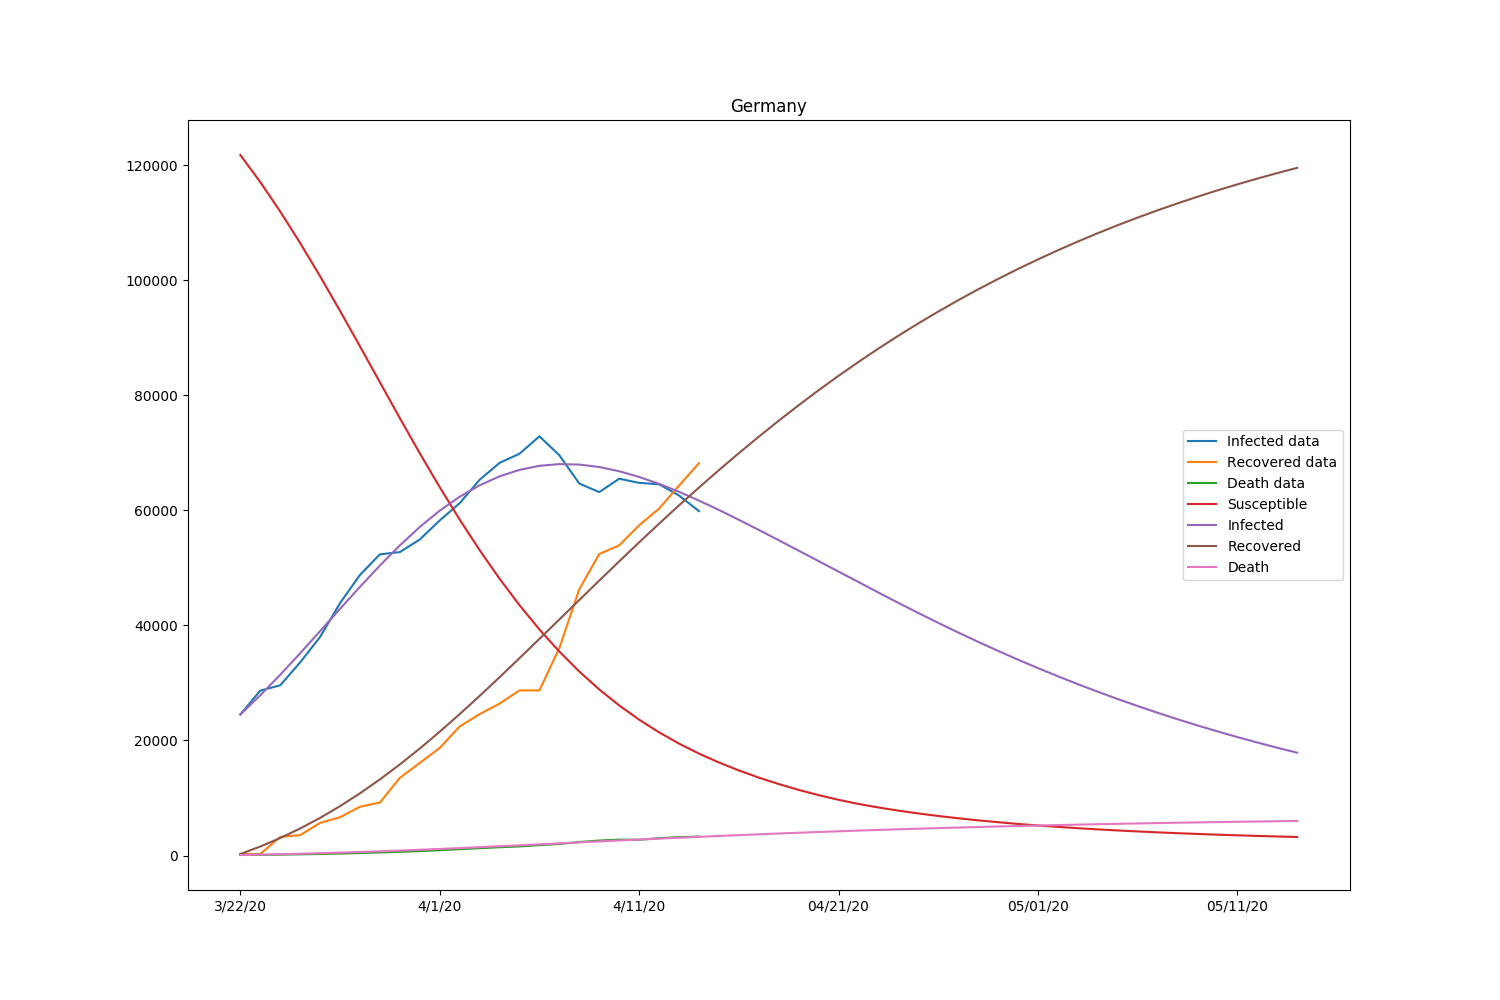 Germany
120000
100000
80000
60000
40000
20000
0
3/22/20 4/1/20 4/11/20 04/21/20 05/01/20 05/11/20
Infected data
Recovered data
Death data
Susceptible
Infected
Recovered
Death